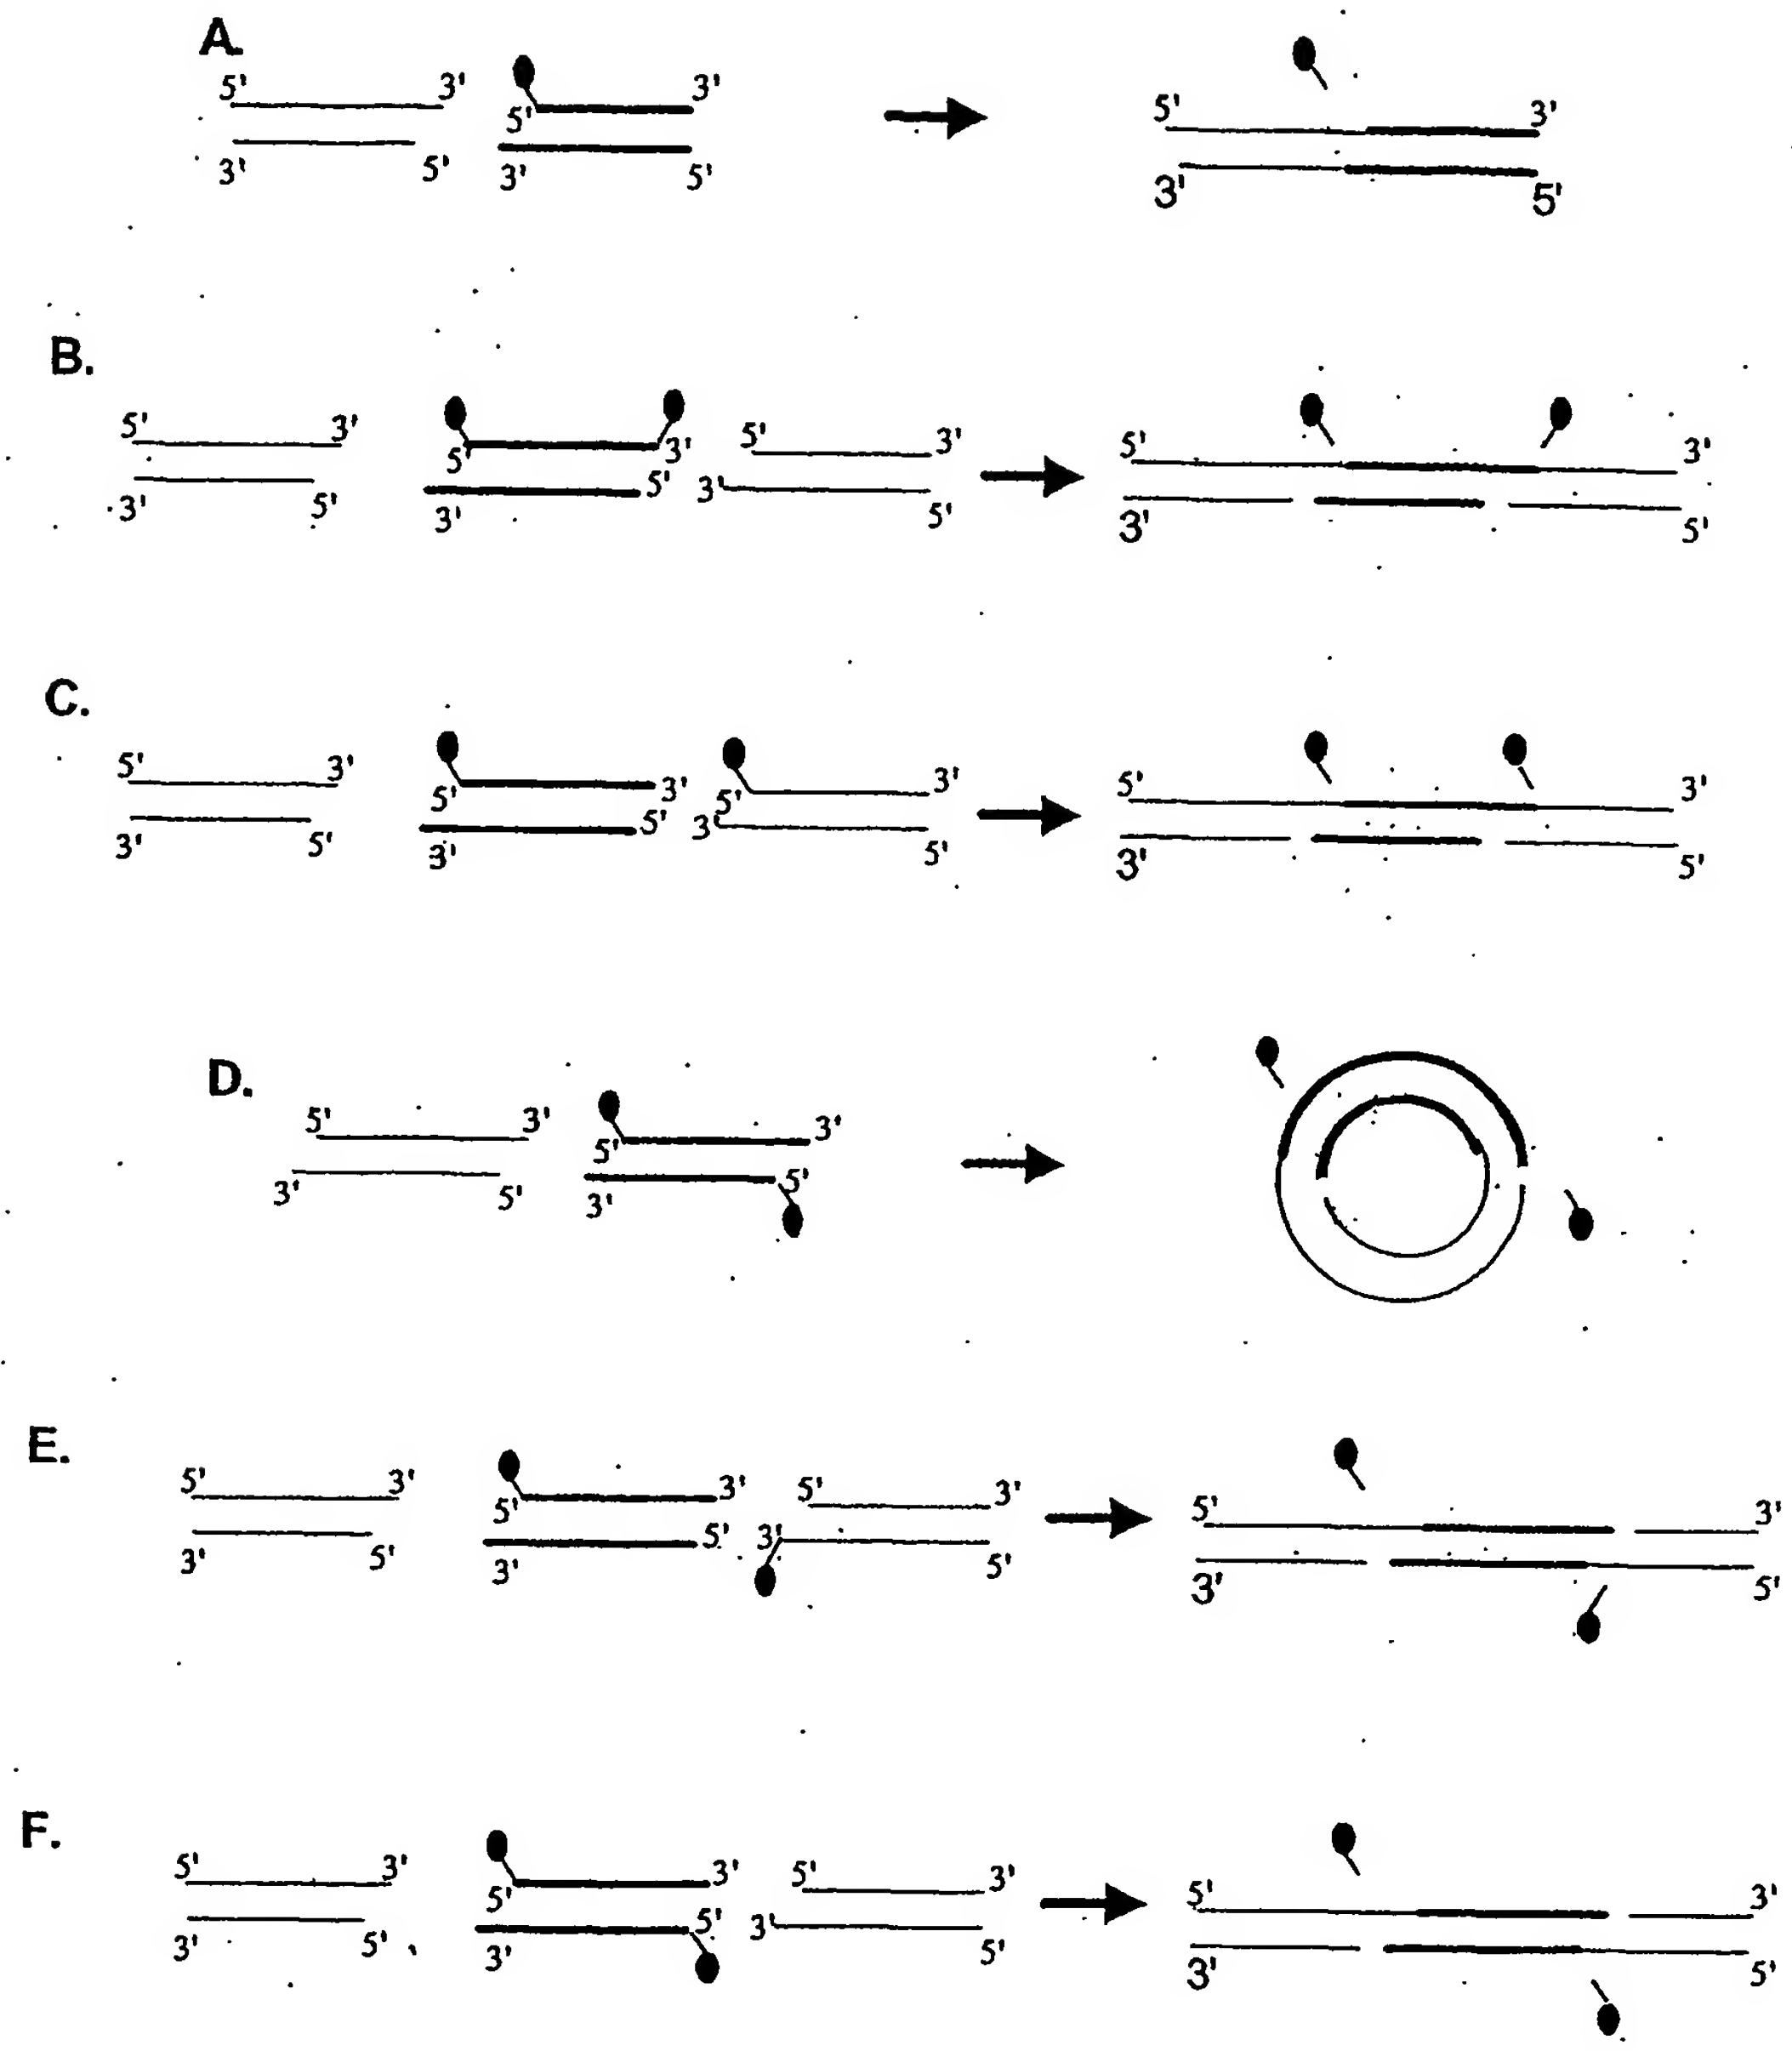 A.
5' 3' 5' 3' 5' 3'
3' 5' 3' 5' 3' 5'
B.
5' 3' 5' 3' 5' 3' 5' 3'
3' 5' 3' 5' 3' 5' 3' 5'
C.
5' 3' 5' 3' 5' 3' 5' 3'
3' 5' 3' 5' 3' 5' 3' 5'
D.
5' 3' 5' 3'
3' 5' 3' 5'
E.
5' 3' 5' 3' 5' 3' 5' 3'
3' 5' 3' 5' 3' 5' 3' 5'
F.
5' 3' 5' 3' 5' 3' 5' 3'
3' 5' 3' 5' 3' 5' 3' 5'